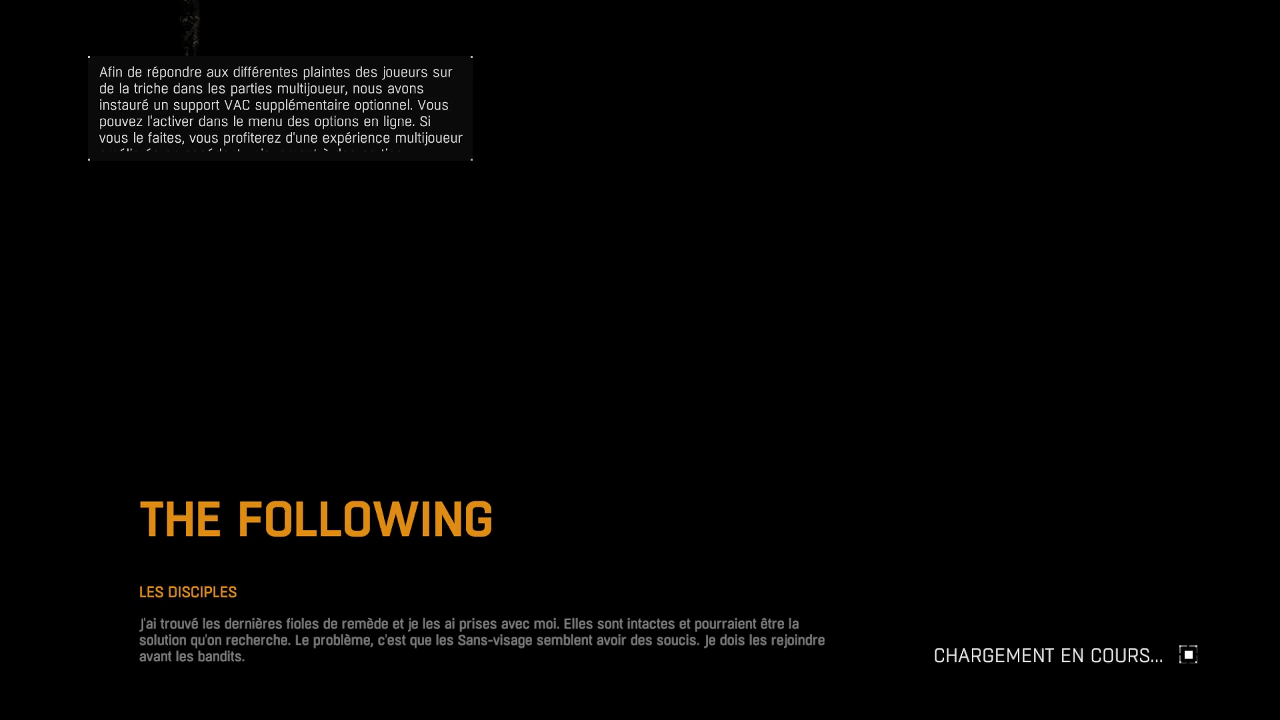 Afin de répondre aux différentes plaintes des joueurs sur
de la triche dans les parties multijoueur, nous avons
instauré un support VAC supplémentaire optionnel. Vous
pouvez l'activer dans le menu des options en ligne. Si
vous le faites, vous profiterez d'une expérience multijoueur
THE FOLLOWING
LES DISCIPLES
J'ai trouvé les dernières fioles de remède et je les ai prises avec moi. Elles sont intactes et pourraient être la
solution qu'on recherche. Le problème, c'est que les Sans-visage semblent avoir des soucis. Je dois les rejoindre
avant les bandits.
CHARGEMENT EN COURS...